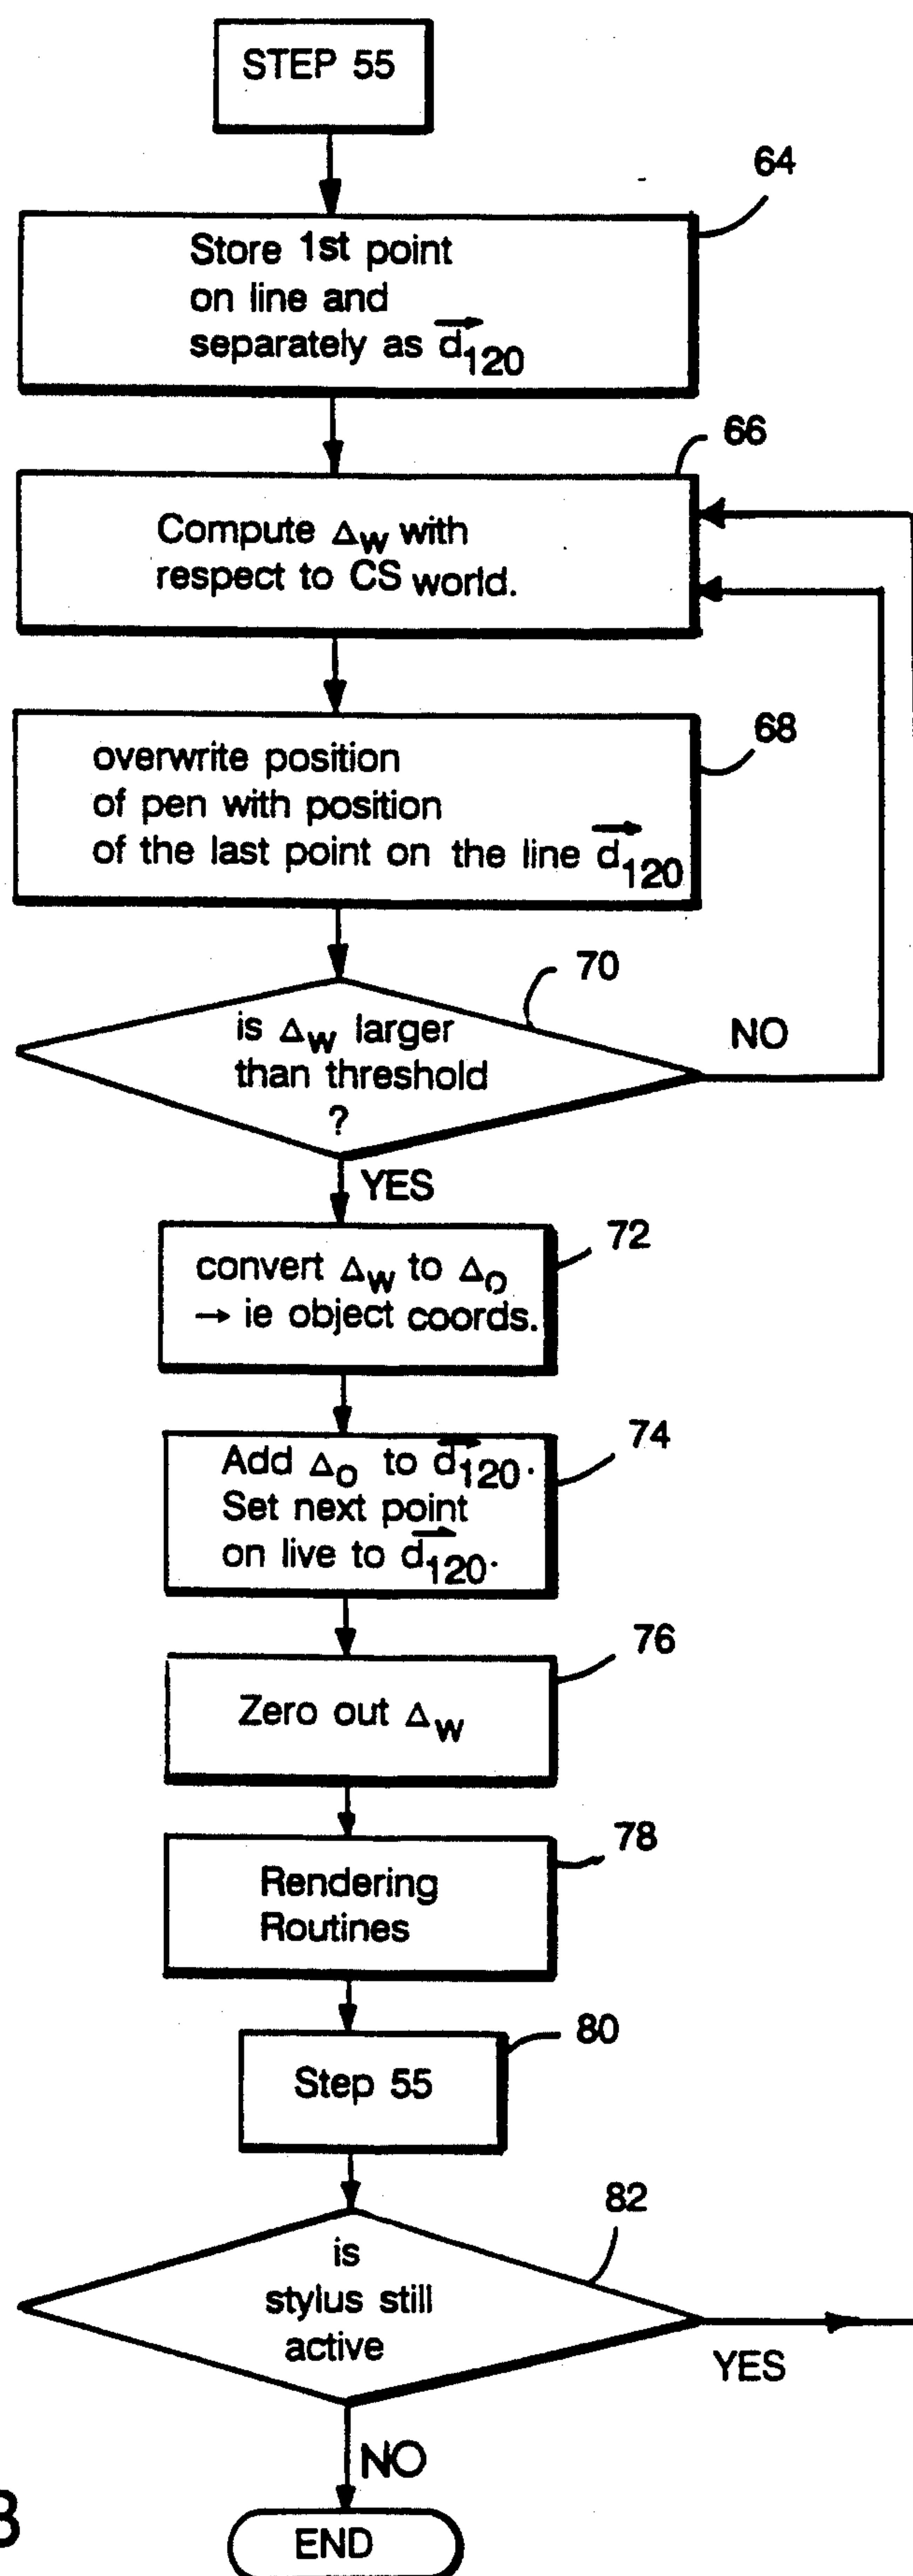 STEP 55
64
Store 1st point
on line and
separately as d120
66
Compute Δw with
respect to CS world.
68
overwrite position
of pen with position
of the last point on the line d120
70
is Δw larger
than threshold
?
NO
YES
72
convert Δw to Δo
→ ie object coords.
74
Add Δo to d120.
Set next point
on live to d120.
76
Zero out Δw
78
Rendering
Routines
80
Step 55
82
is
stylus still
active
YES
NO
END